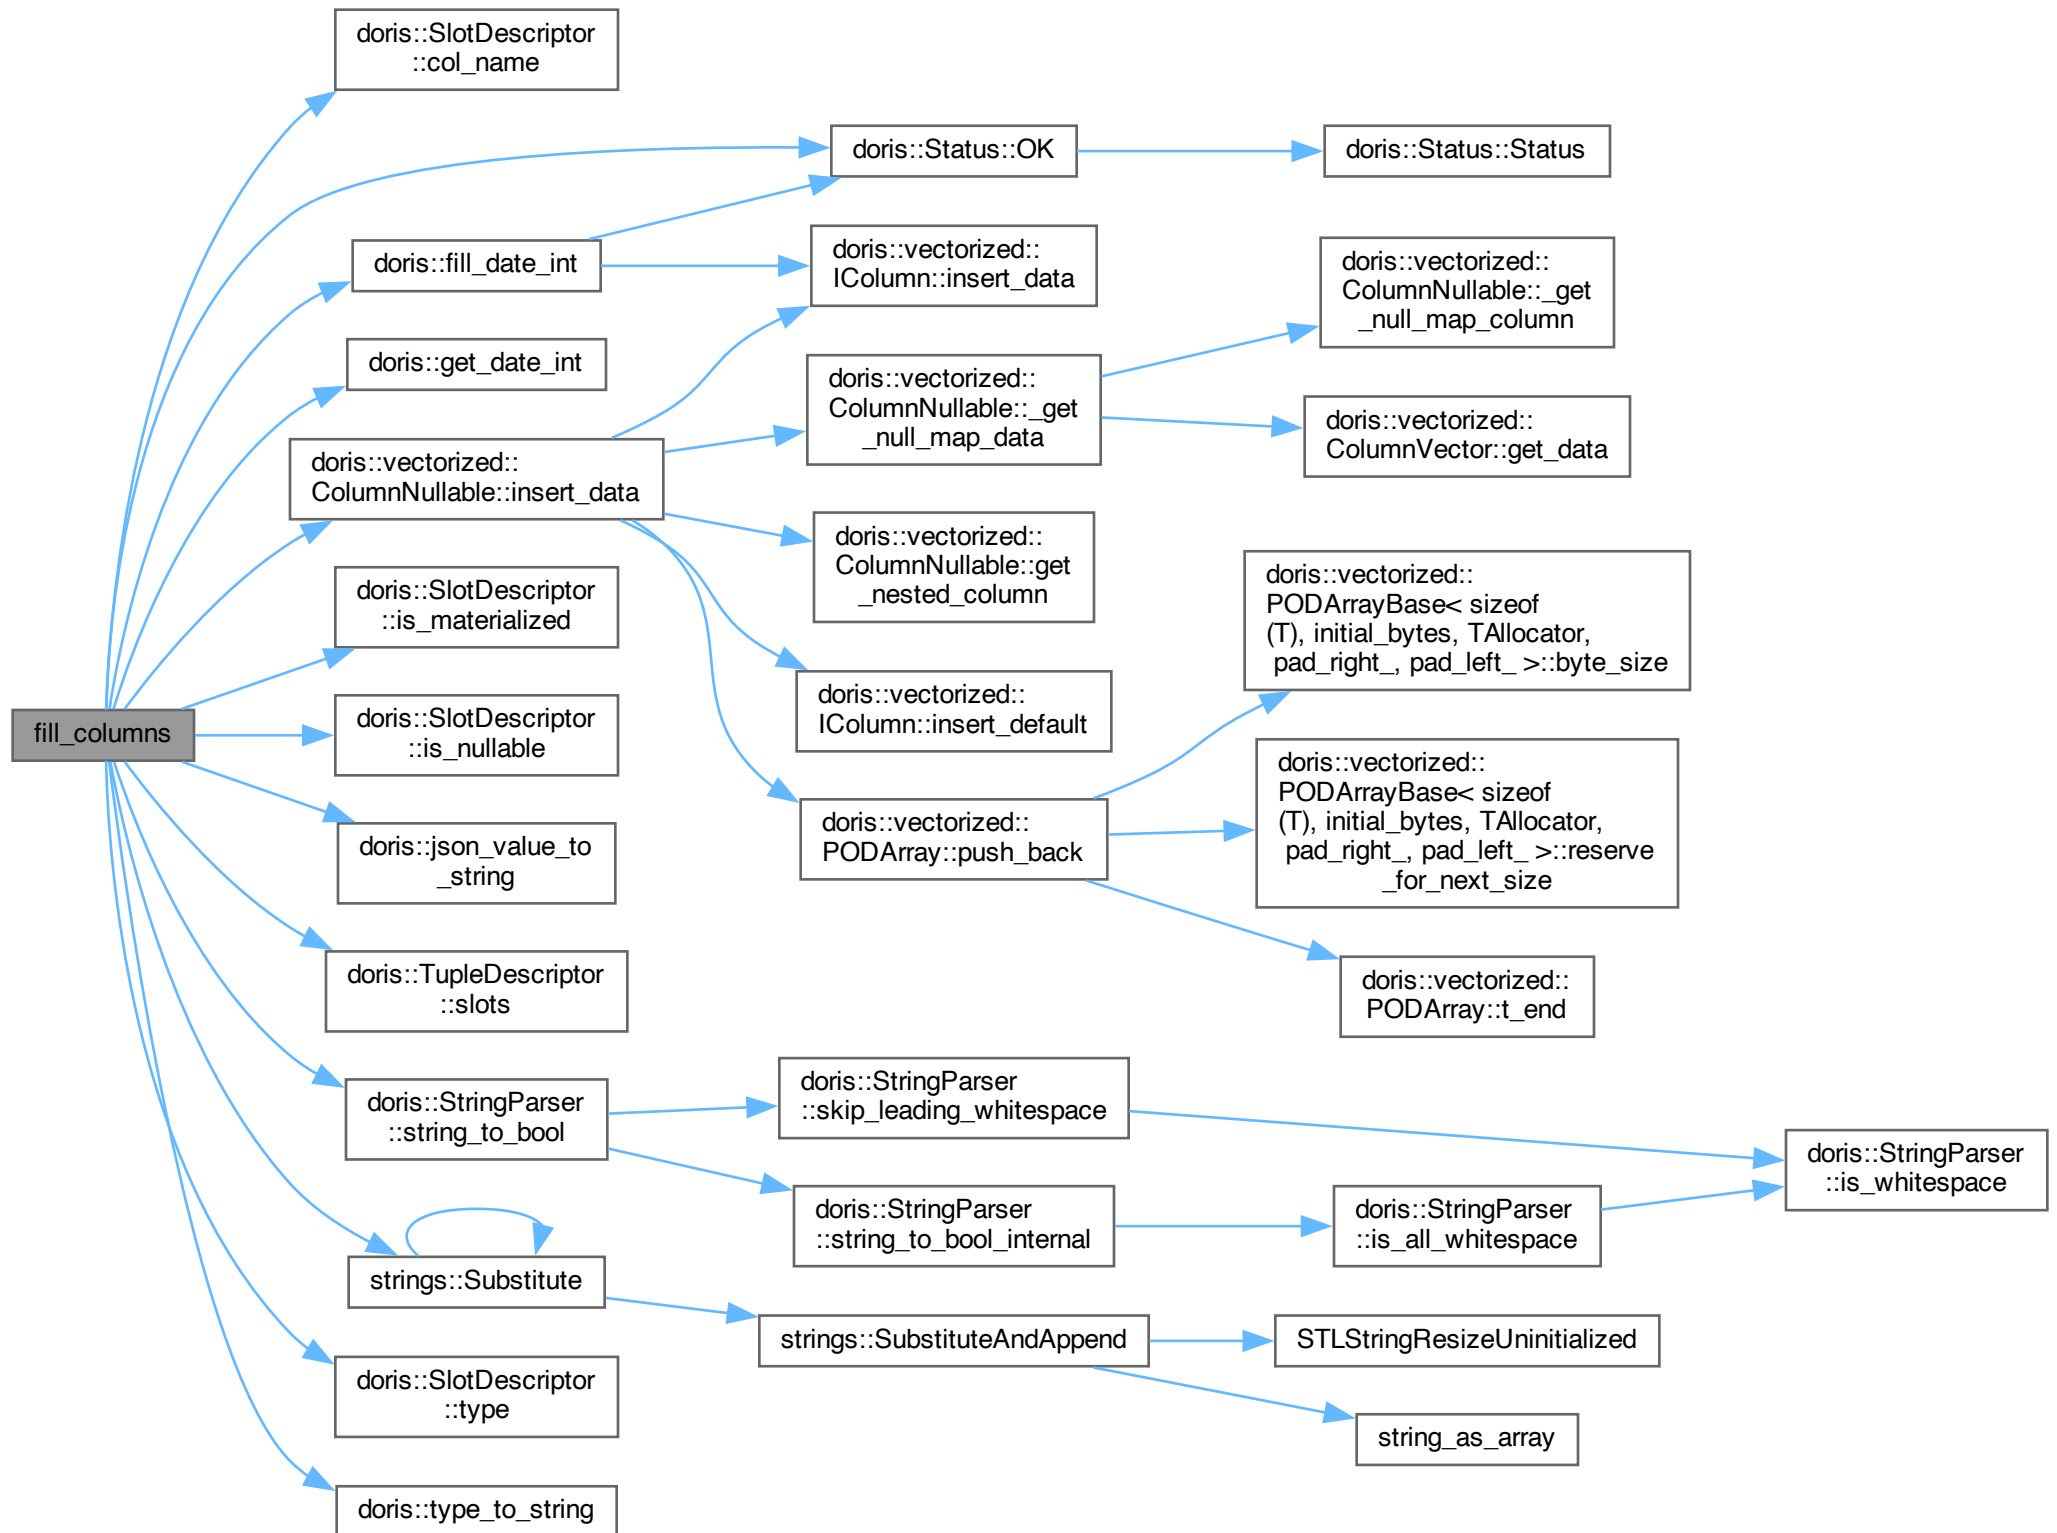 doris::SlotDescriptor
::col_name
doris::Status::OK
doris::Status::Status
doris::fill_date_int
doris::vectorized::
IColumn::insert_data
doris::vectorized::
ColumnNullable::_get
_null_map_column
doris::get_date_int
doris::vectorized::
ColumnNullable::_get
_null_map_data
doris::vectorized::
ColumnVector::get_data
doris::vectorized::
ColumnNullable::insert_data
doris::vectorized::
ColumnNullable::get
_nested_column
doris::SlotDescriptor
::is_materialized
doris::vectorized::
PODArrayBase< sizeof
(T), initial_bytes, TAllocator,
pad_right_, pad_left_ >::byte_size
doris::vectorized::
IColumn::insert_default
fill_columns
doris::SlotDescriptor
::is_nullable
doris::vectorized::
PODArrayBase< sizeof
(T), initial_bytes, TAllocator,
pad_right_, pad_left_ >::reserve
_for_next_size
doris::vectorized::
PODArray::push_back
doris::json_value_to
_string
doris::TupleDescriptor
::slots
doris::vectorized::
PODArray::t_end
doris::StringParser
::string_to_bool
doris::StringParser
::skip_leading_whitespace
doris::StringParser
::is_whitespace
doris::StringParser
::string_to_bool_internal
doris::StringParser
::is_all_whitespace
strings::Substitute
strings::SubstituteAndAppend
STLStringResizeUninitialized
doris::SlotDescriptor
::type
string_as_array
doris::type_to_string